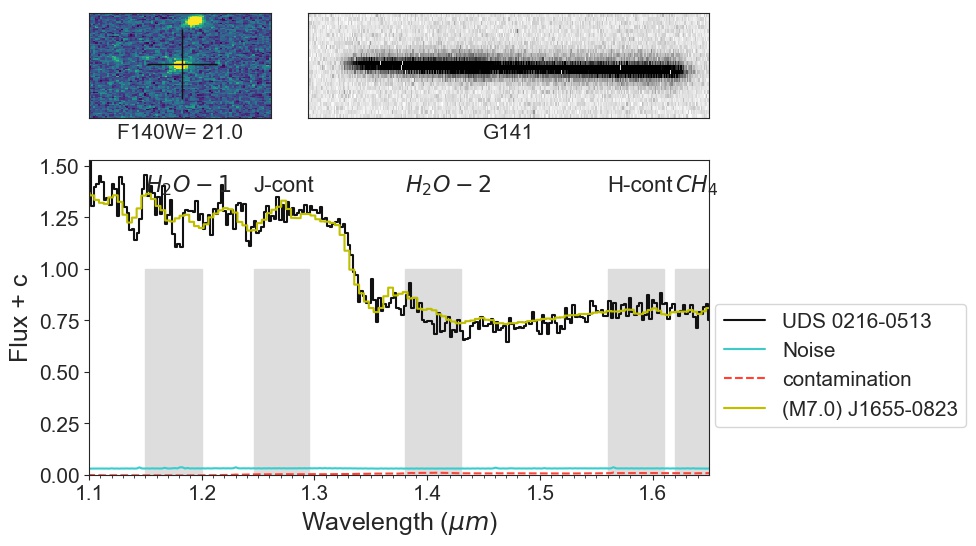 F140W= 21.0
G141
H₂O − 1 J-cont H₂O − 2 H-cont CH₄
1.50
1.25
1.00
0.75
0.50
0.25
0.00
Flux + c
1.1 1.2 1.3 1.4 1.5 1.6
Wavelength (μm)
UDS 0216-0513
Noise
contamination
(M7.0) J1655-0823